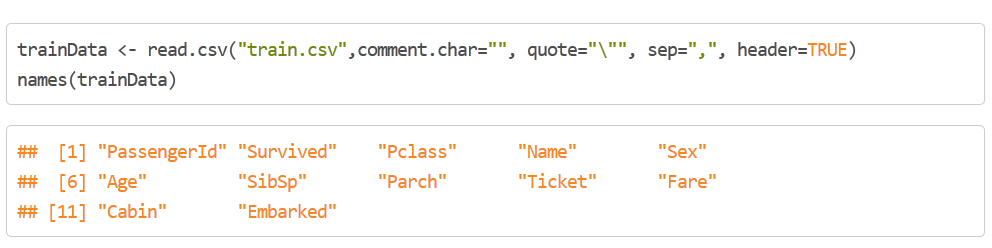 trainData <- read.csv("train.csv",comment.char="", quote="\"", sep=",", header=TRUE)
names(trainData)
##  [1] "PassengerId" "Survived"    "Pclass"      "Name"        "Sex"
##  [6] "Age"         "SibSp"       "Parch"       "Ticket"      "Fare"
## [11] "Cabin"       "Embarked"